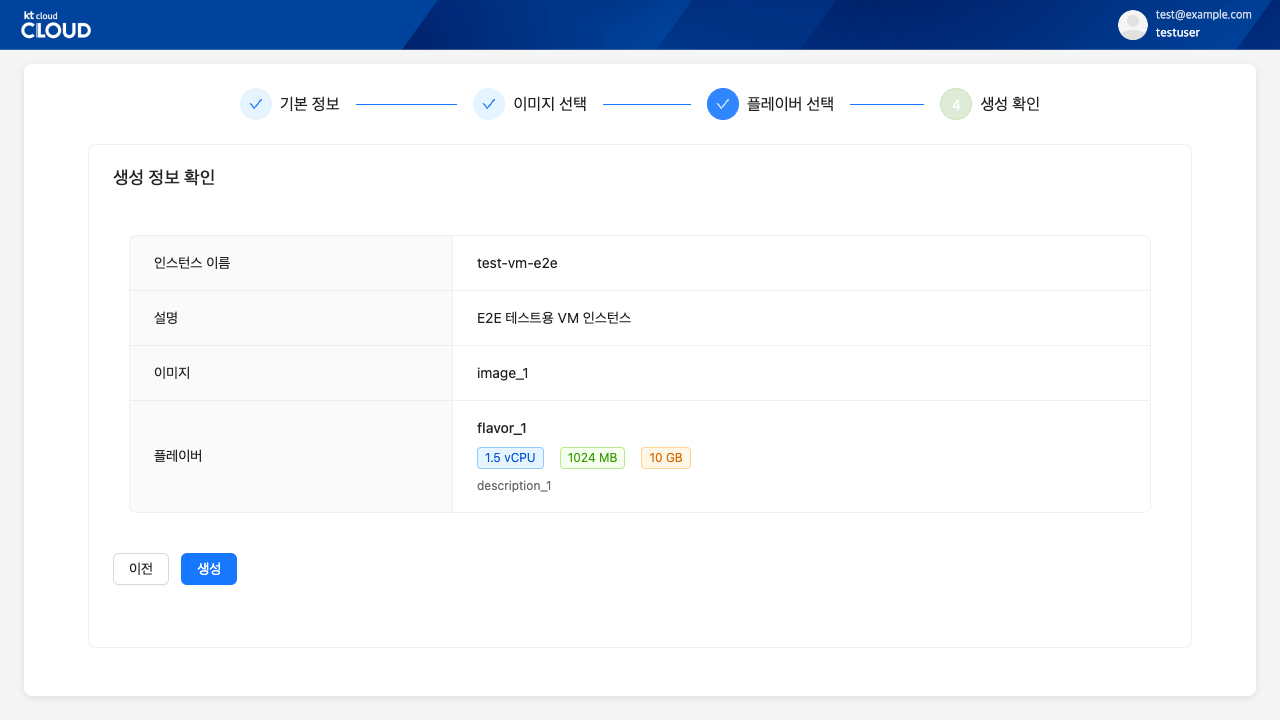 kt cloud
CLOUD
test@example.com
testuser
기본 정보
이미지 선택
플레이버 선택
4 생성 확인
생성 정보 확인
인스턴스 이름 test-vm-e2e
설명 E2E 테스트용 VM 인스턴스
이미지 image_1
플레이버
flavor_1
1.5 vCPU 1024 MB 10 GB
description_1
이전 생성